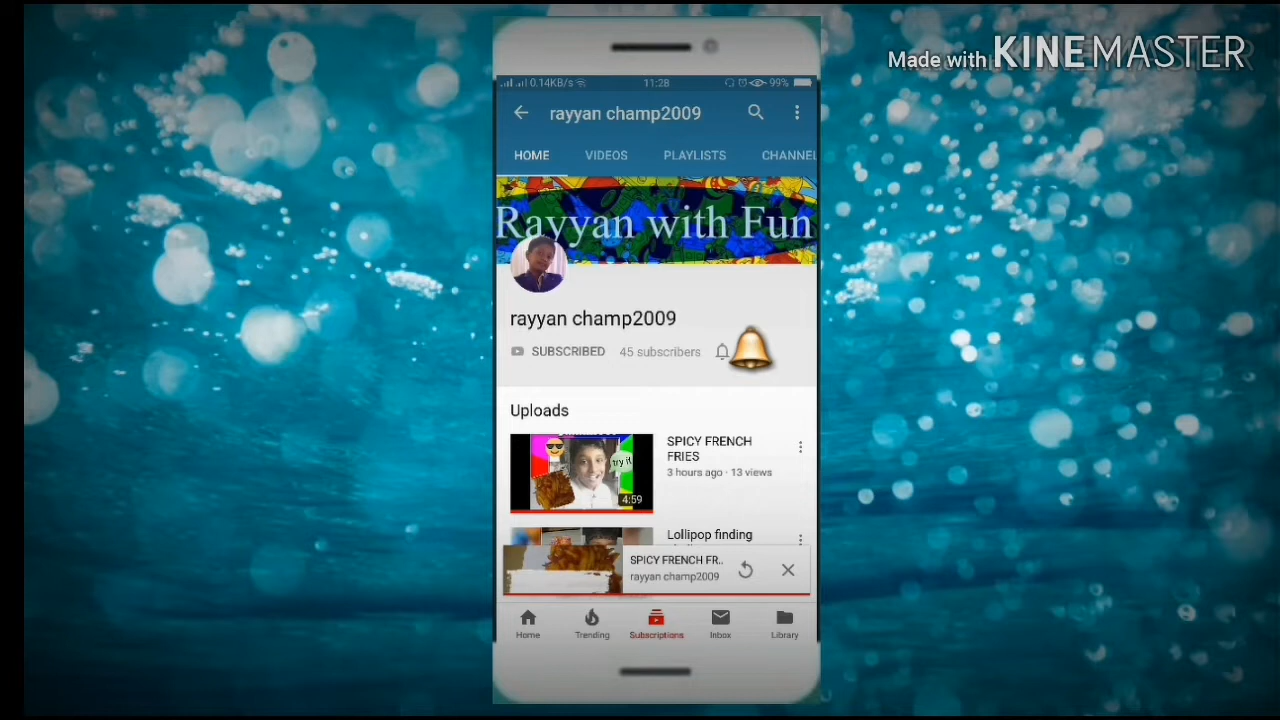 Made with KINEMASTER
0.14KB/s 11:28 99%
rayyan champ2009
HOME VIDEOS PLAYLISTS CHANNEL
Rayyan with Fun
rayyan champ2009
SUBSCRIBED 45 subscribers
Uploads
try it
4:59
SPICY FRENCH
FRIES
3 hours ago · 13 views
Lollipop finding
SPICY FRENCH FR..
rayyan champ2009
Home Trending Subscriptions Inbox Library